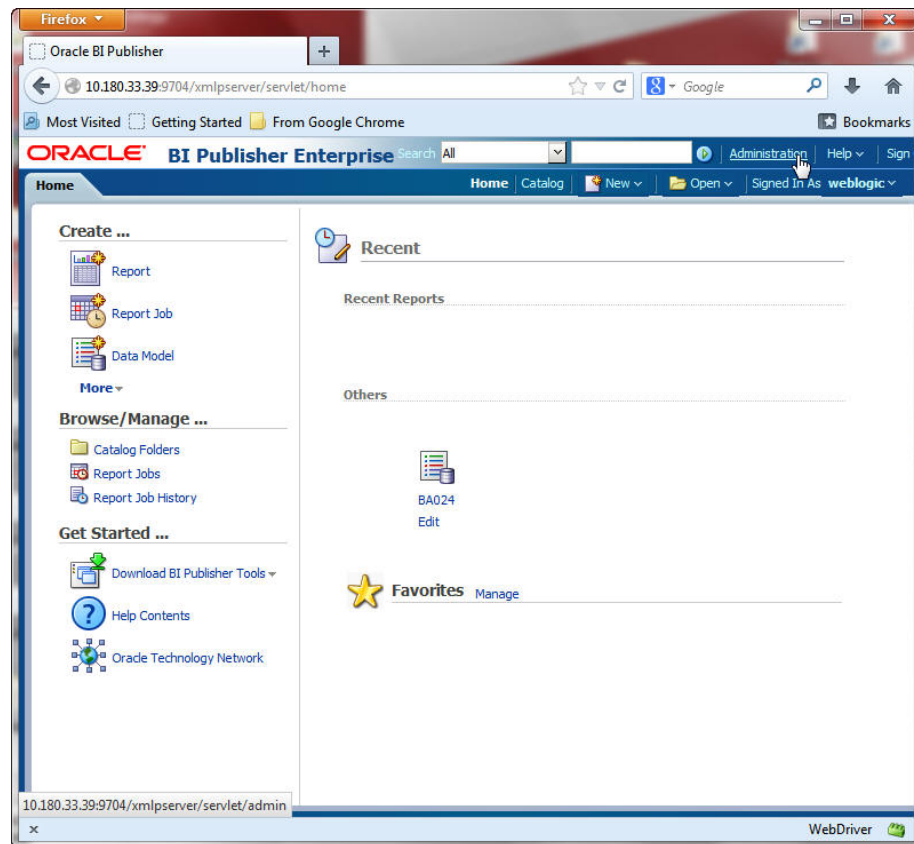 Firefox
Oracle BI Publisher
10.180.33.39:9704/xmlpserver/servlet/home
Google
Most Visited Getting Started From Google Chrome Bookmarks
ORACLE BI Publisher Enterprise Search All Administration Help Sign
Home Home Catalog New Open Signed In As weblogic
Create ...
Report
Report Job
Data Model
More
Browse/Manage ...
Catalog Folders
Report Jobs
Report Job History
Get Started ...
Download BI Publisher Tools
Help Contents
Oracle Technology Network
Recent
Recent Reports
Others
BA024
Edit
Favorites Manage
10.180.33.39:9704/xmlpserver/servlet/admin
x WebDriver